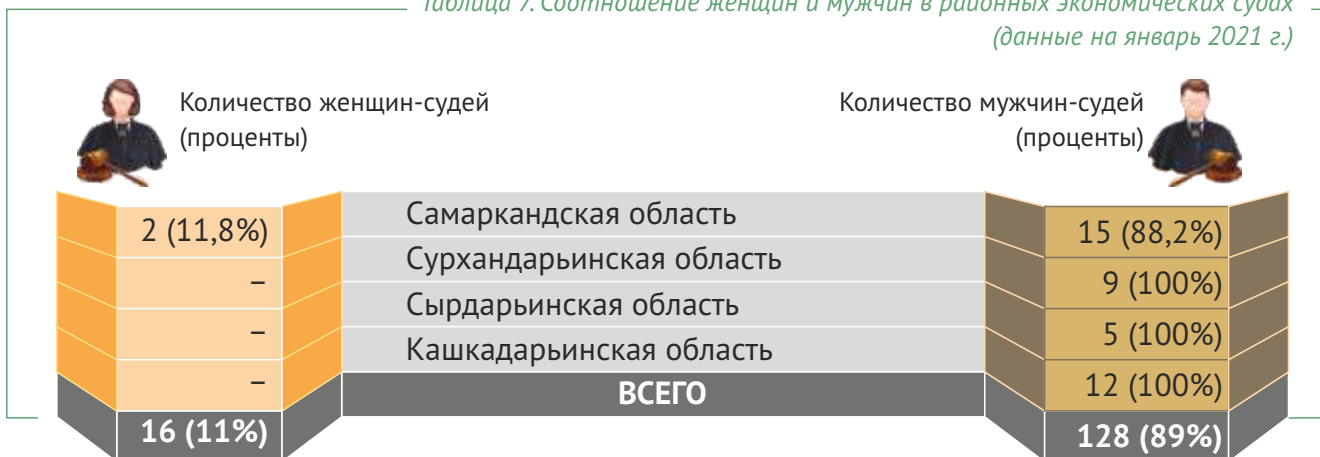 Таблица 7. Соотношение женщин и мужчин в районных экономических судах
(данные на январь 2021 г.)
Количество женщин-судей
(проценты)
Количество мужчин-судей
(проценты)
2 (11,8%) Самаркандская область 15 (88,2%)
– Сурхандарьинская область 9 (100%)
– Сырдарьинская область 5 (100%)
– Кашкадарьинская область 12 (100%)
16 (11%) ВСЕГО 128 (89%)